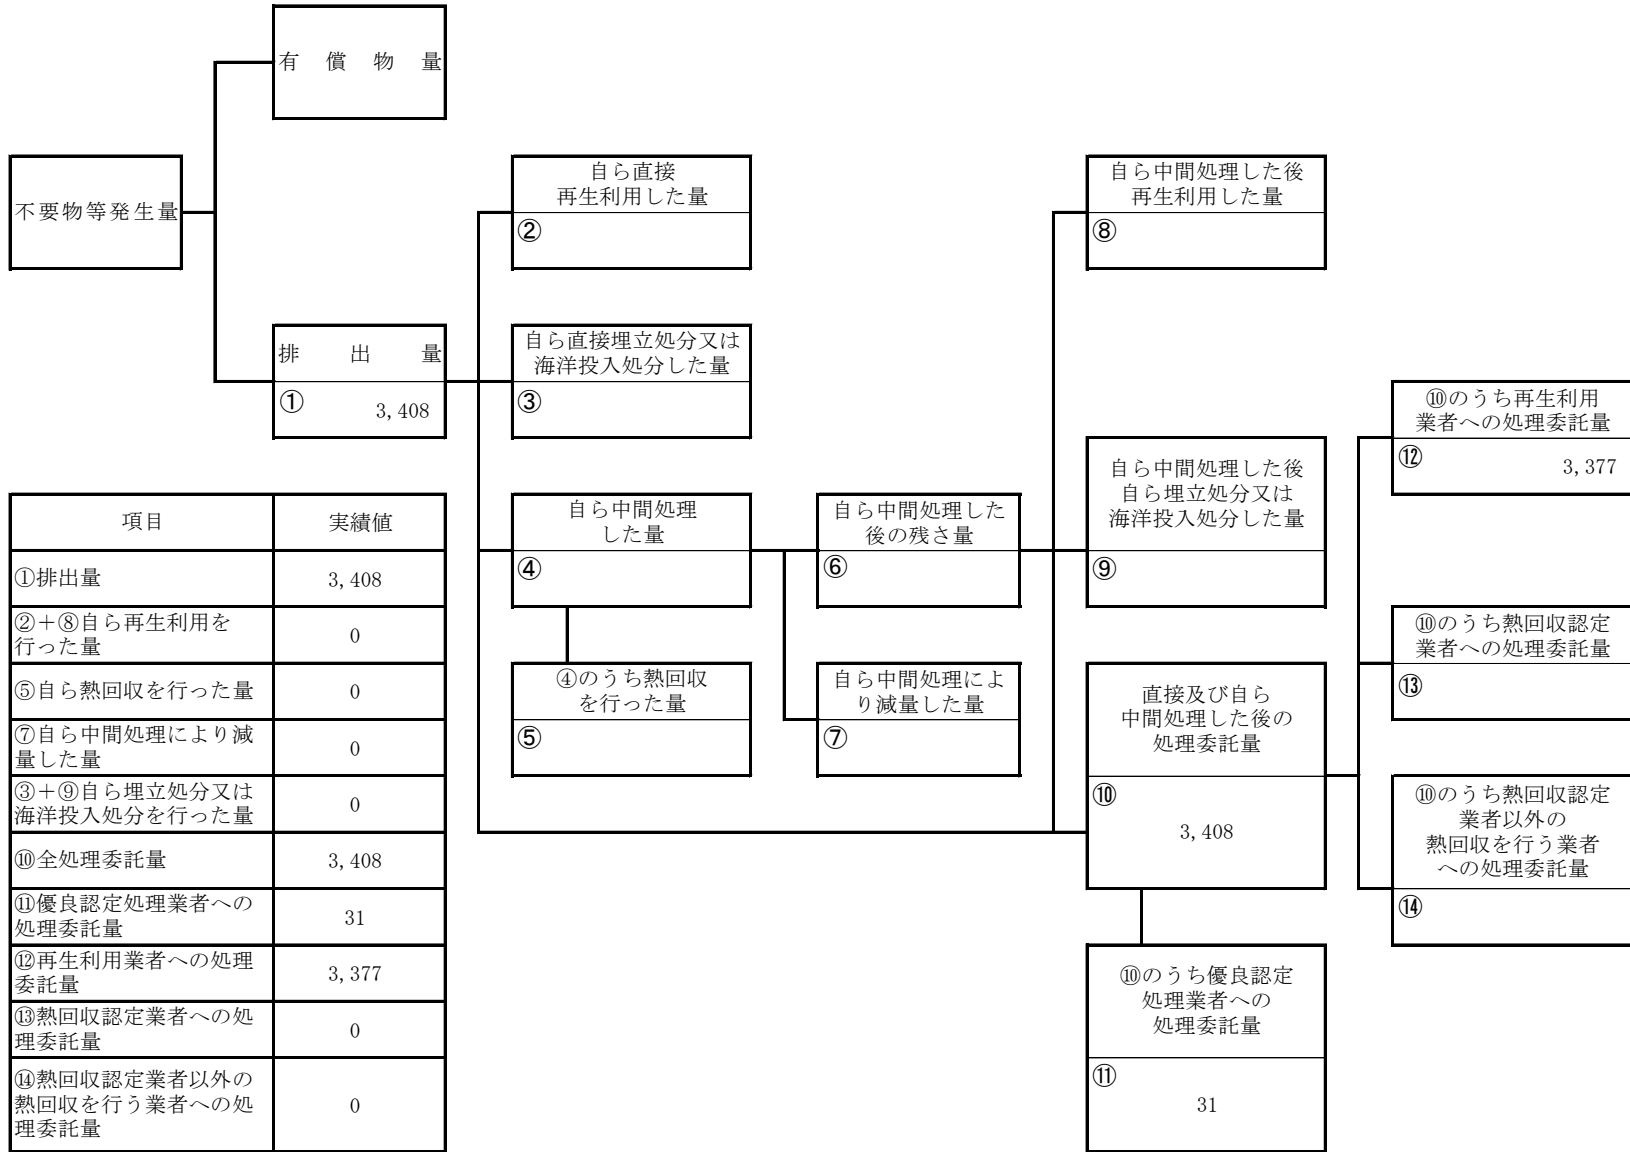 有償物量
不要物等発生量
排出量
① 3,408
自ら直接
再生利用した量
②
自ら直接埋立処分又は
海洋投入処分した量
③
自ら中間処理
した量
④
④のうち熱回収
を行った量
⑤
自ら中間処理した
後の残さ量
⑥
自ら中間処理によ
り減量した量
⑦
自ら中間処理した後
再生利用した量
⑧
自ら中間処理した後
自ら埋立処分又は
海洋投入処分した量
⑨
直接及び自ら
中間処理した後の
処理委託量
⑩
3,408
⑩のうち優良認定
処理業者への
処理委託量
⑪
31
⑩のうち再生利用
業者への処理委託量
⑫ 3,377
⑩のうち熱回収認定
業者への処理委託量
⑬
⑩のうち熱回収認定
業者以外の
熱回収を行う業者
への処理委託量
⑭
項目 実績値
①排出量 3,408
②＋⑧自ら再生利用を
行った量 0
⑤自ら熱回収を行った量 0
⑦自ら中間処理により減
量した量 0
③＋⑨自ら埋立処分又は
海洋投入処分を行った量 0
⑩全処理委託量 3,408
⑪優良認定処理業者への
処理委託量 31
⑫再生利用業者への処理
委託量 3,377
⑬熱回収認定業者への処
理委託量 0
⑭熱回収認定業者以外の
熱回収を行う業者への処
理委託量 0